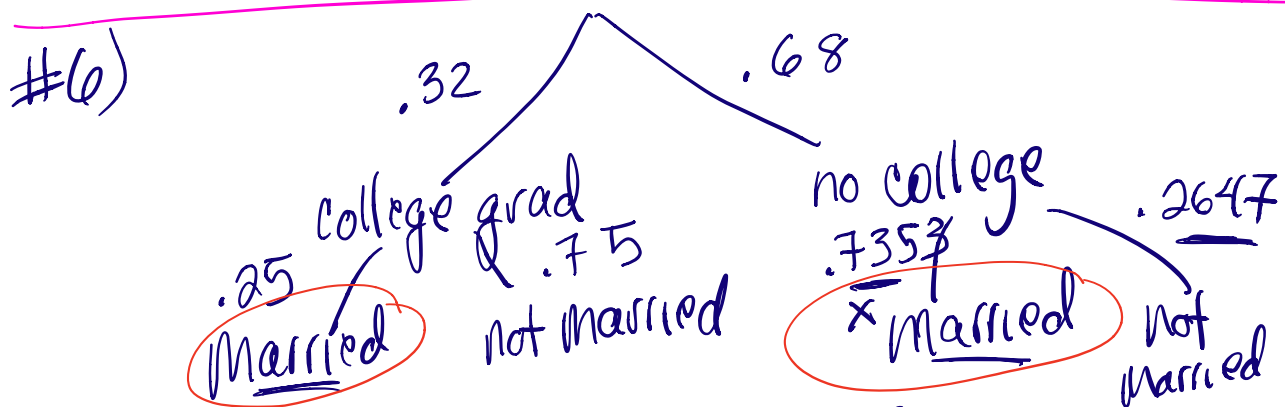 #6)
.32 .68
college grad no college
.25 .75 .7353 .2647
married not married x married not married